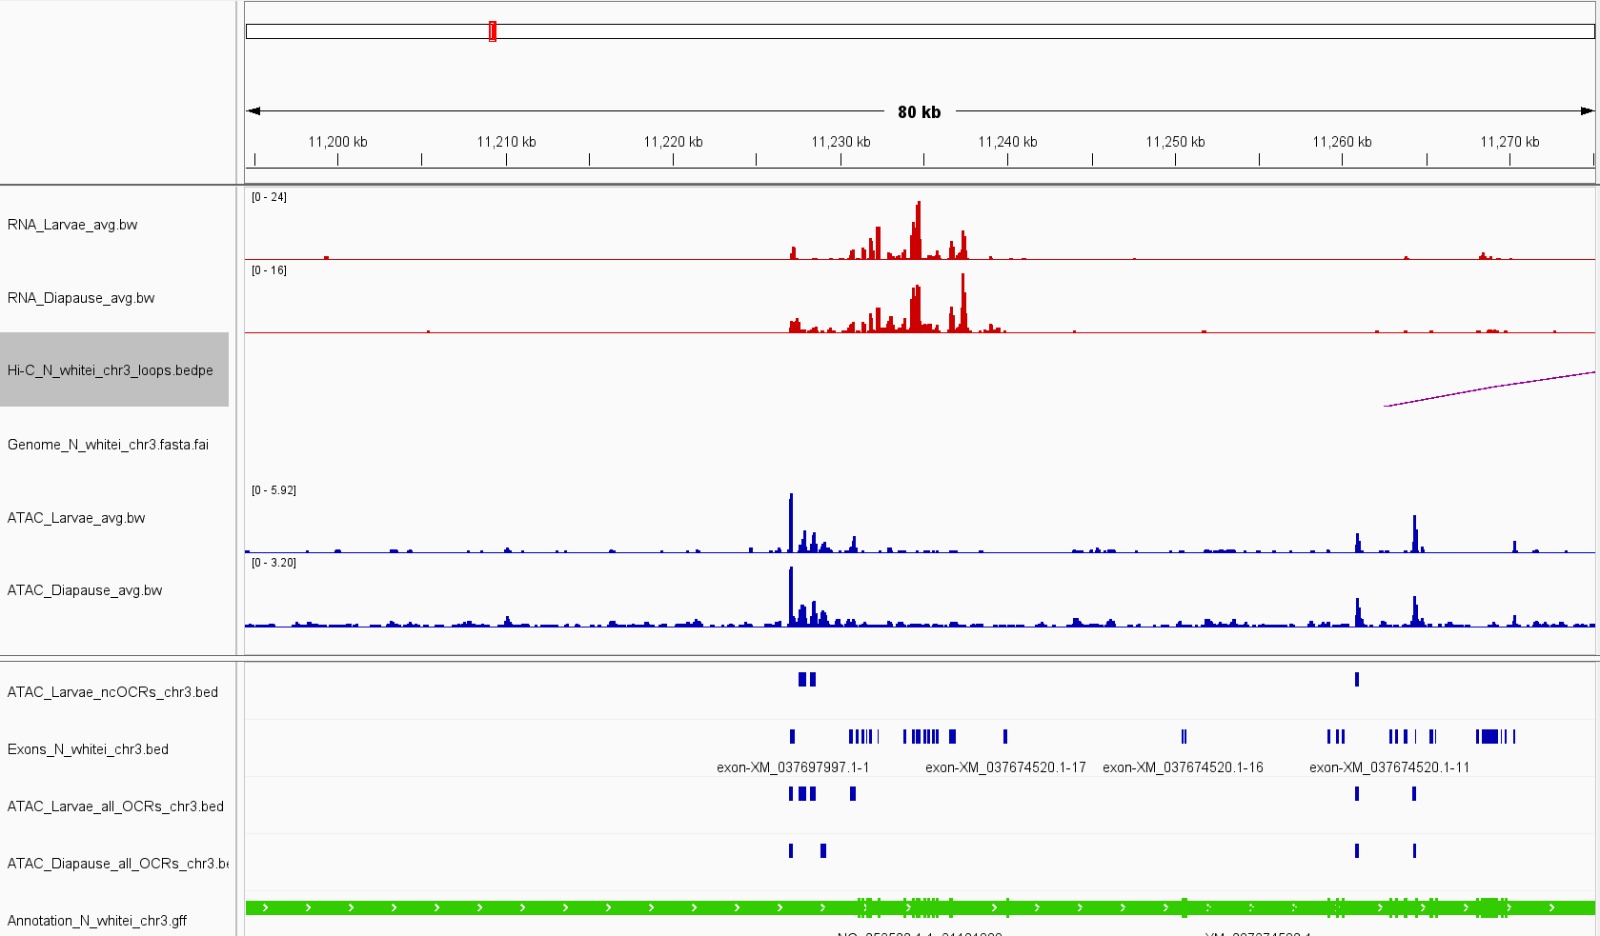 80 kb
11,200 kb 11,210 kb 11,220 kb 11,230 kb 11,240 kb 11,250 kb 11,260 kb 11,270 kb
[0 - 24]
RNA_Larvae_avg.bw
[0 - 16]
RNA_Diapause_avg.bw
Hi-C_N_whitei_chr3_loops.bedpe
Genome_N_whitei_chr3.fasta.fai
[0 - 5.92]
ATAC_Larvae_avg.bw
[0 - 3.20]
ATAC_Diapause_avg.bw
ATAC_Larvae_ncOCRs_chr3.bed
Exons_N_whitei_chr3.bed
exon-XM_037697997.1-1 exon-XM_037674520.1-17 exon-XM_037674520.1-16 exon-XM_037674520.1-11
ATAC_Larvae_all_OCRs_chr3.bed
ATAC_Diapause_all_OCRs_chr3.be
Annotation_N_whitei_chr3.gff